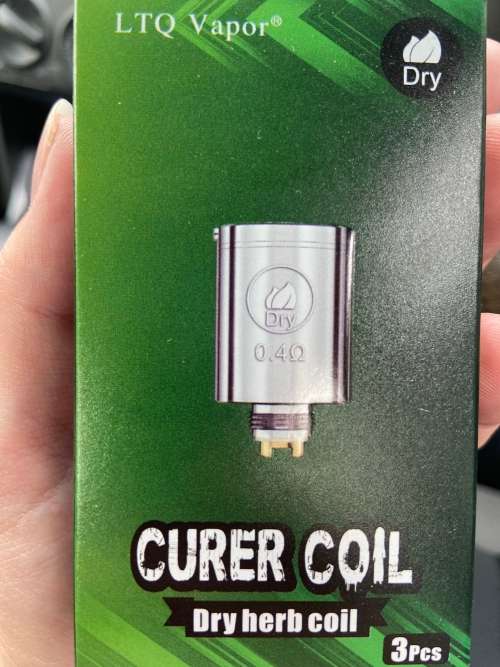 LTQ Vapor®
Dry
Dry
0.4Ω
CURER COIL
Dry herb coil
3Pcs